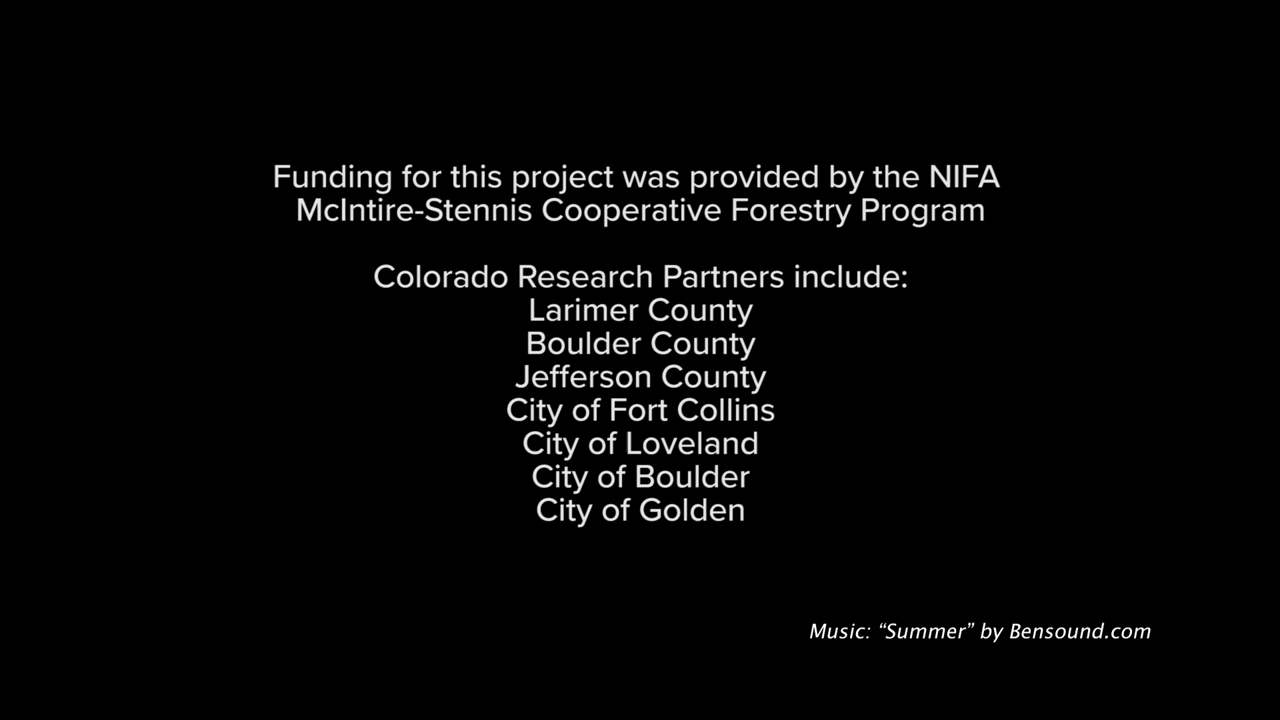 Funding for this project was provided by the NIFA
McIntire-Stennis Cooperative Forestry Program
Colorado Research Partners include:
Larimer County
Boulder County
Jefferson County
City of Fort Collins
City of Loveland
City of Boulder
City of Golden
Music: “Summer” by Bensound.com